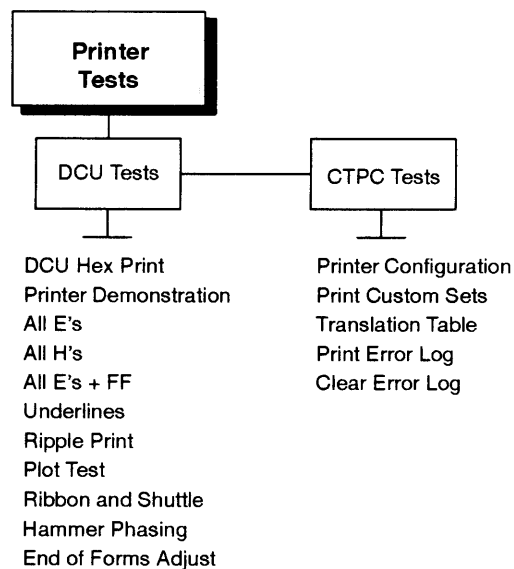 Printer
Tests
DCU Tests
CTPC Tests
DCU Hex Print
Printer Demonstration
All E's
All H's
All E's + FF
Underlines
Ripple Print
Plot Test
Ribbon and Shuttle
Hammer Phasing
End of Forms Adjust
Printer Configuration
Print Custom Sets
Translation Table
Print Error Log
Clear Error Log